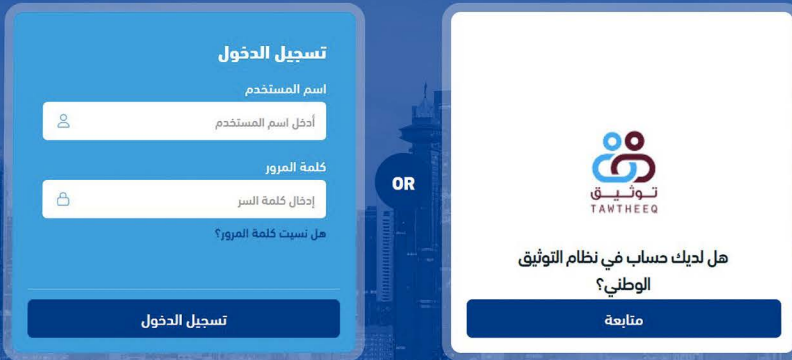 تسجيل الدخول
اسم المستخدم
أدخل اسم المستخدم
كلمة المرور
إدخال كلمة السر
هل نسيت كلمة المرور؟
تسجيل الدخول
OR
توثيق
TAWTHEEQ
هل لديك حساب في نظام التوثيق
الوطني؟
متابعة